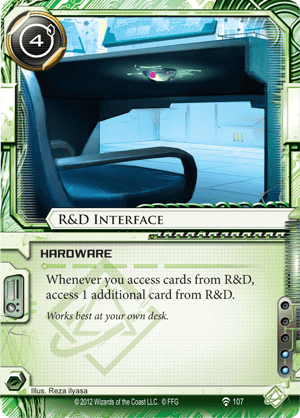 4
R&D Interface
HARDWARE
Whenever you access cards from R&D,
access 1 additional card from R&D.
Works best at your own desk.
Illus. Reza Ilyasa
© 2012 Wizards of the Coast LLC. © FFG 107